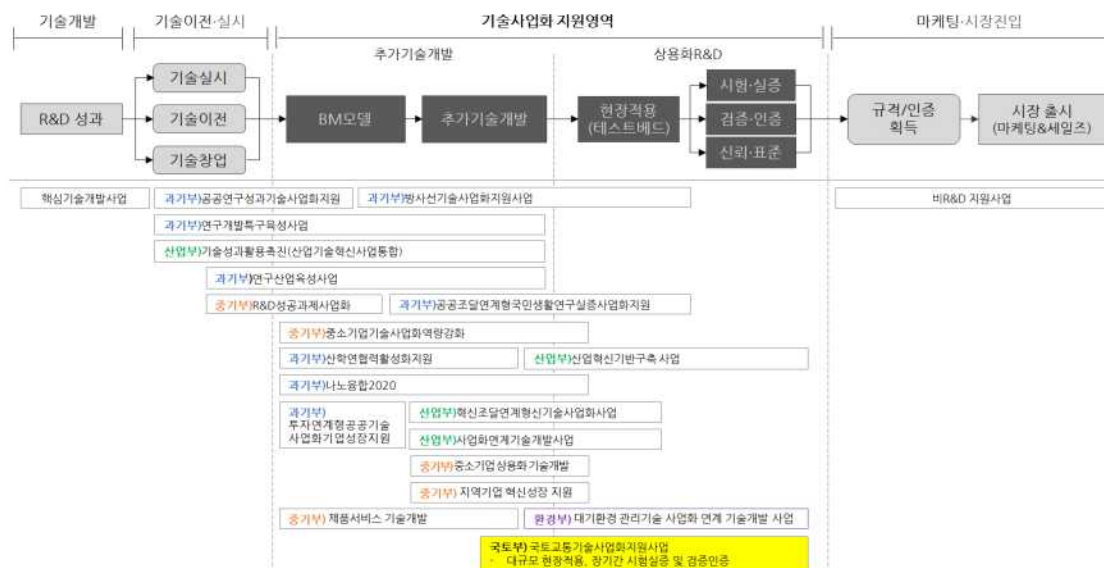 기술개발
기술이전·실시
기술사업화 지원영역
마케팅·시장진입
추가기술개발
상용화R&D
R&D 성과
기술실시
기술이전
기술창업
BM모델
추가기술개발
현장적용
(테스트베드)
시험·실증
검증·인증
신뢰·표준
규격/인증
획득
시장 출시
(마케팅&세일즈)
핵심기술개발사업
과기부)공공연구성과기술사업화지원
과기부)방사선기술사업화지원사업
비R&D 지원사업
과기부)연구개발특구육성사업
산업부)기술성과활용촉진(산업기술혁신사업통합)
과기부)연구산업육성사업
중기부)R&D성공과제사업화
과기부)공공조달연계형국민생활연구실증사업화지원
중기부)중소기업기술사업화역량강화
과기부)산학연협력활성화지원
산업부)산업혁신기반구축 사업
과기부)나노융합2020
과기부)
투자연계형공공기술
사업화기업성장지원
산업부)혁신조달연계형신기술사업화사업
산업부)사업화연계기술개발사업
중기부)중소기업 상용화 기술개발
중기부) 지역기업 혁신성장 지원
중기부) 제품서비스 기술개발
환경부) 대기환경 관리기술 사업화 연계 기술개발 사업
국토부) 국토교통기술사업화지원사업
- 대규모 현장적용, 장기간 시험실증 및 검증인증